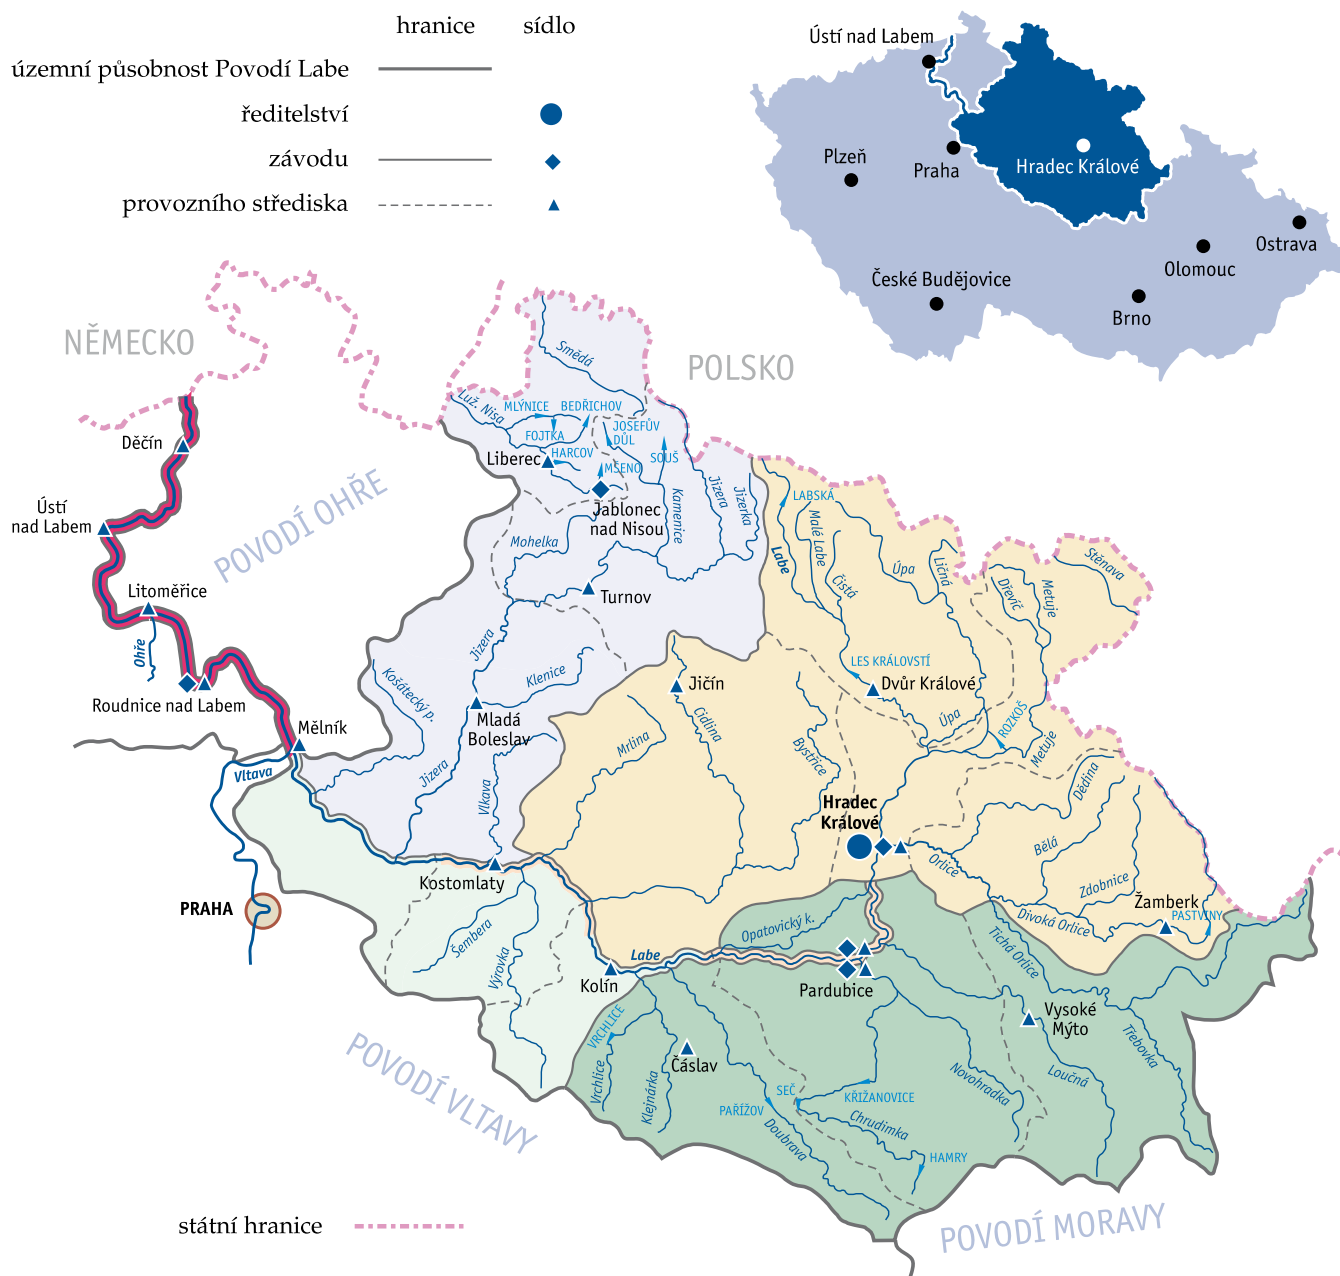 hranice sídlo
územní působnost Povodí Labe
ředitelství
závodu
provozního střediska
Ústí nad Labem
Plzeň
Praha
Hradec Králové
České Budějovice
Brno
Olomouc
Ostrava
NĚMECKO
POLSKO
POVODÍ OHŘE
Děčín
Ústí
nad Labem
Litoměřice
Ohře
Roudnice nad Labem
Mělník
Vltava
PRAHA
Smědá
Luž. Nisa
MLÝNICE
BEDŘICHOV
FOJTKA
HARCOV
JOSEFŮV
DŮL
SOUŠ
MŠENO
Liberec
Jablonec
nad Nisou
Kamenice
Jizera
Jizerka
Mohelka
Turnov
Jizera
Klenice
Košátecký p.
Mladá
Boleslav
Jizera
Vlkava
Kostomlaty
LABSKÁ
Labe
Malé Labe
Čistá
Úpa
Ličná
Dřevíč
Metuje
Stěnava
LES KRÁLOVSTÍ
Dvůr Králové
Úpa
ROZKOŠ
Metuje
Jičín
Cidlina
Mrlina
Bystřice
Hradec
Králové
Dědina
Bělá
Orlice
Zdobnice
Žamberk
PASTVINY
Divoká Orlice
Tichá Orlice
Šembera
Výrovka
Kolín
Labe
Opatovický k.
Pardubice
Vysoké
Mýto
Třebovka
Loučná
Novohradka
VRCHLICE
Vrchlice
Klejnárka
Čáslav
PAŘÍŽOV
Doubrava
SEČ
KŘIŽANOVICE
Chrudimka
HAMRY
POVODÍ VLTAVY
POVODÍ MORAVY
státní hranice